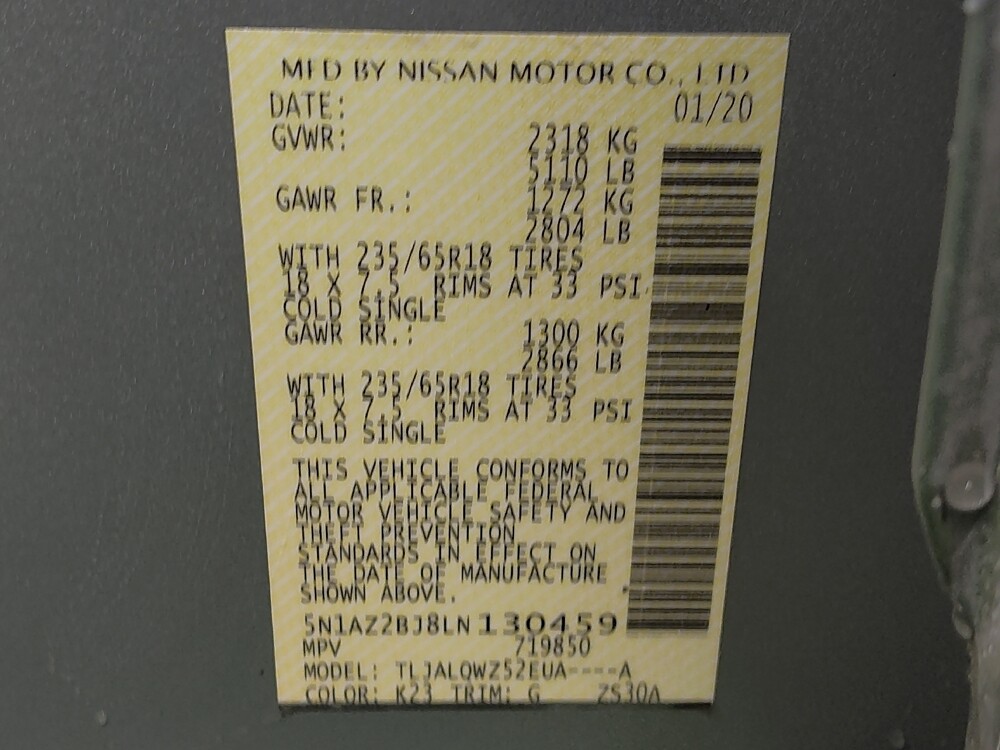 MFD BY NISSAN MOTOR CO., LTD
DATE: 01/20
GVWR: 2318 KG
5110 LB
GAWR FR.: 1272 KG
2804 LB
WITH 235/65R18 TIRES
18 X 7.5 RIMS AT 33 PSI
COLD SINGLE
GAWR RR.: 1300 KG
2866 LB
WITH 235/65R18 TIRES
18 X 7.5 RIMS AT 33 PSI
COLD SINGLE
THIS VEHICLE CONFORMS TO
ALL APPLICABLE FEDERAL
MOTOR VEHICLE SAFETY AND
THEFT PREVENTION
STANDARDS IN EFFECT ON
THE DATE OF MANUFACTURE
SHOWN ABOVE.
5N1AZ2BJ8LN130459
MPV 719850
MODEL: TLJALQWZ52EUA----A
COLOR: K23 TRIM: G ZS30A